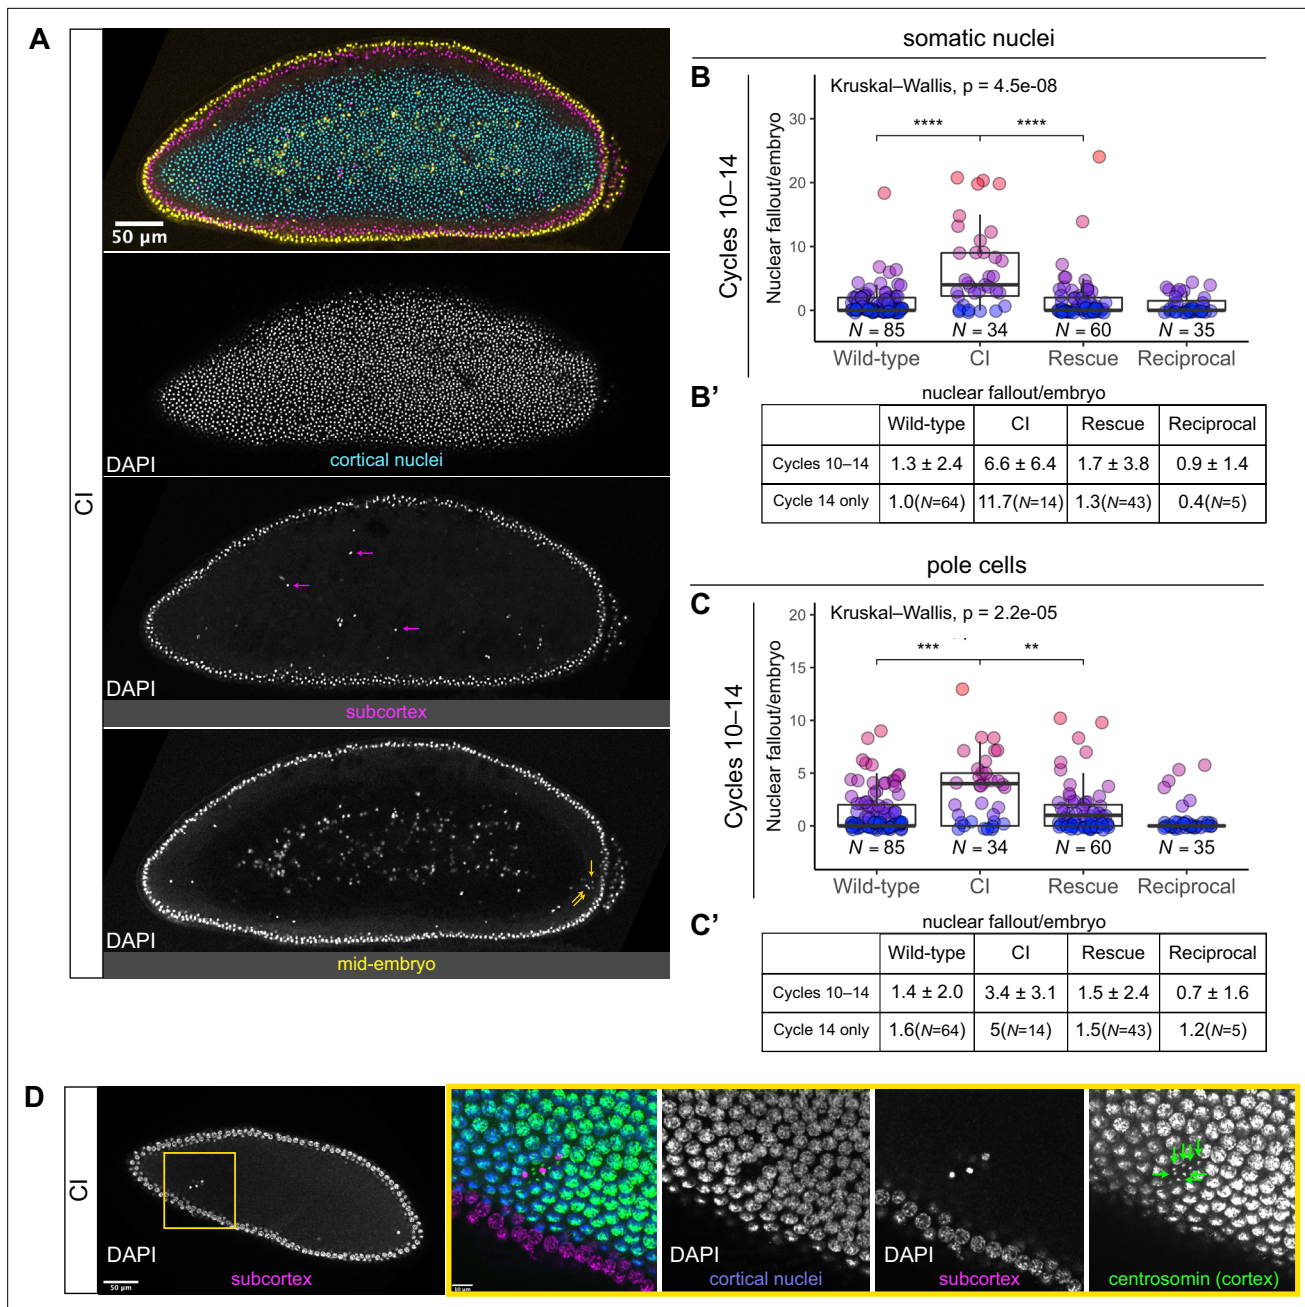 A
CI
50 µm
DAPI
cortical nuclei
DAPI
subcortex
DAPI
mid-embryo
somatic nuclei
B
Cycles 10–14
Nuclear fallout/embryo
Kruskal–Wallis, p = 4.5e-08
**** ****
30
20
10
0
N = 85 N = 34 N = 60 N = 35
Wild-type CI Rescue Reciprocal
B’
nuclear fallout/embryo
Wild-type CI Rescue Reciprocal
Cycles 10–14 1.3 ± 2.4 6.6 ± 6.4 1.7 ± 3.8 0.9 ± 1.4
Cycle 14 only 1.0(N=64) 11.7(N=14) 1.3(N=43) 0.4(N=5)
pole cells
C
Cycles 10–14
Nuclear fallout/embryo
Kruskal–Wallis, p = 2.2e-05
*** **
20
15
10
5
0
N = 85 N = 34 N = 60 N = 35
Wild-type CI Rescue Reciprocal
C’
nuclear fallout/embryo
Wild-type CI Rescue Reciprocal
Cycles 10–14 1.4 ± 2.0 3.4 ± 3.1 1.5 ± 2.4 0.7 ± 1.6
Cycle 14 only 1.6(N=64) 5(N=14) 1.5(N=43) 1.2(N=5)
D
CI
DAPI
50 µm
subcortex
10 µm
DAPI
cortical nuclei
DAPI
subcortex
centrosomin (cortex)